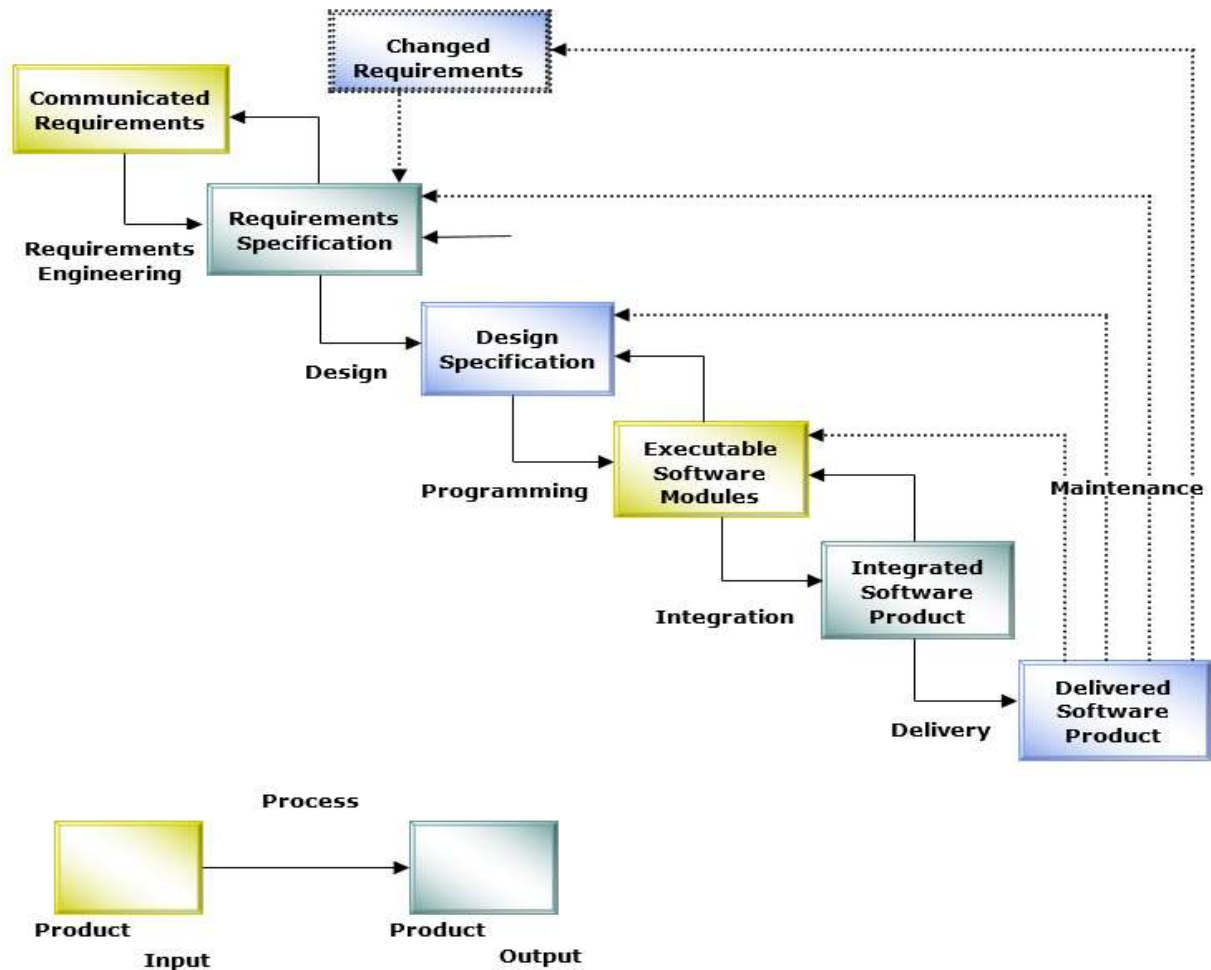 Changed
Requirements
Communicated
Requirements
Requirements
Specification
Requirements
Engineering
Design
Specification
Design
Executable
Software
Modules
Programming
Maintenance
Integrated
Software
Product
Integration
Delivered
Software
Product
Delivery
Process
Product
Input
Product
Output